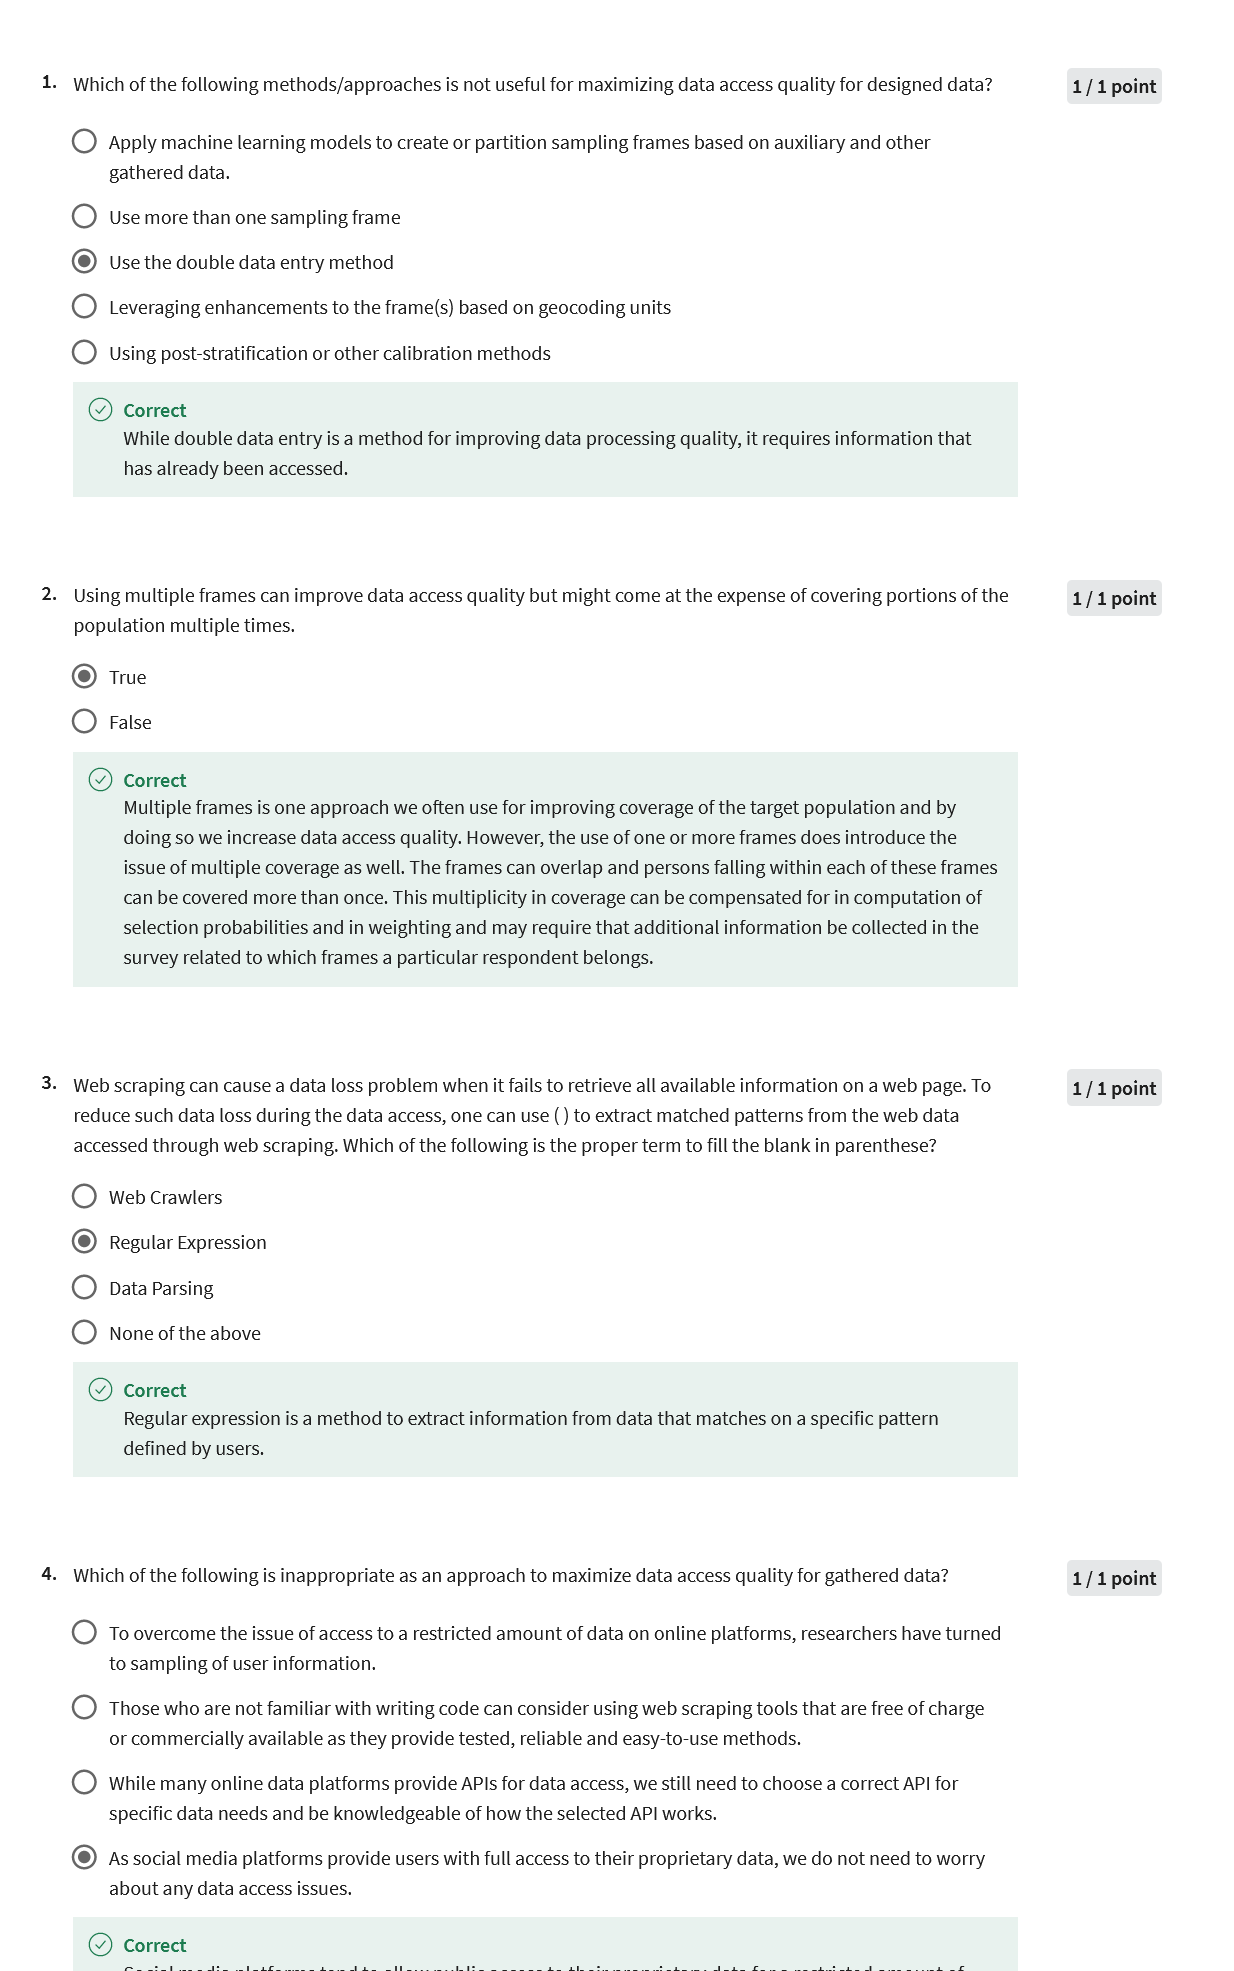 1. Which of the following methods/approaches is not useful for maximizing data access quality for designed data?
1 / 1 point
Apply machine learning models to create or partition sampling frames based on auxiliary and other
gathered data.
Use more than one sampling frame
Use the double data entry method
Leveraging enhancements to the frame(s) based on geocoding units
Using post-stratification or other calibration methods
Correct
While double data entry is a method for improving data processing quality, it requires information that
has already been accessed.
2. Using multiple frames can improve data access quality but might come at the expense of covering portions of the
population multiple times.
1 / 1 point
True
False
Correct
Multiple frames is one approach we often use for improving coverage of the target population and by
doing so we increase data access quality. However, the use of one or more frames does introduce the
issue of multiple coverage as well. The frames can overlap and persons falling within each of these frames
can be covered more than once. This multiplicity in coverage can be compensated for in computation of
selection probabilities and in weighting and may require that additional information be collected in the
survey related to which frames a particular respondent belongs.
3. Web scraping can cause a data loss problem when it fails to retrieve all available information on a web page. To
reduce such data loss during the data access, one can use ( ) to extract matched patterns from the web data
accessed through web scraping. Which of the following is the proper term to fill the blank in parenthese?
1 / 1 point
Web Crawlers
Regular Expression
Data Parsing
None of the above
Correct
Regular expression is a method to extract information from data that matches on a specific pattern
defined by users.
4. Which of the following is inappropriate as an approach to maximize data access quality for gathered data?
1 / 1 point
To overcome the issue of access to a restricted amount of data on online platforms, researchers have turned
to sampling of user information.
Those who are not familiar with writing code can consider using web scraping tools that are free of charge
or commercially available as they provide tested, reliable and easy-to-use methods.
While many online data platforms provide APIs for data access, we still need to choose a correct API for
specific data needs and be knowledgeable of how the selected API works.
As social media platforms provide users with full access to their proprietary data, we do not need to worry
about any data access issues.
Correct
Social media platforms tend to allow public access to their proprietary data for a restricted amount of